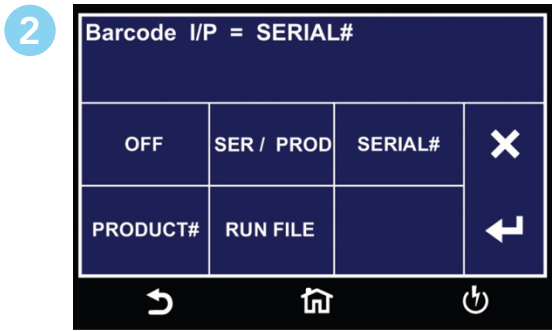 2
Barcode I/P = SERIAL#
OFF
SER / PROD
SERIAL#
PRODUCT#
RUN FILE